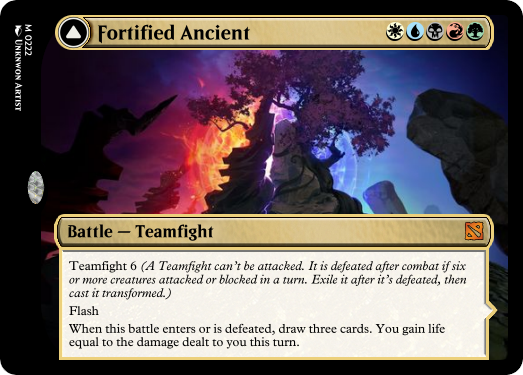 Fortified Ancient
Battle — Teamfight
Teamfight 6 (A Teamfight can't be attacked. It is defeated after combat if six
or more creatures attacked or blocked in a turn. Exile it after it's defeated, then
cast it transformed.)
Flash
When this battle enters or is defeated, draw three cards. You gain life
equal to the damage dealt to you this turn.
M 0222
Unknwon Artist